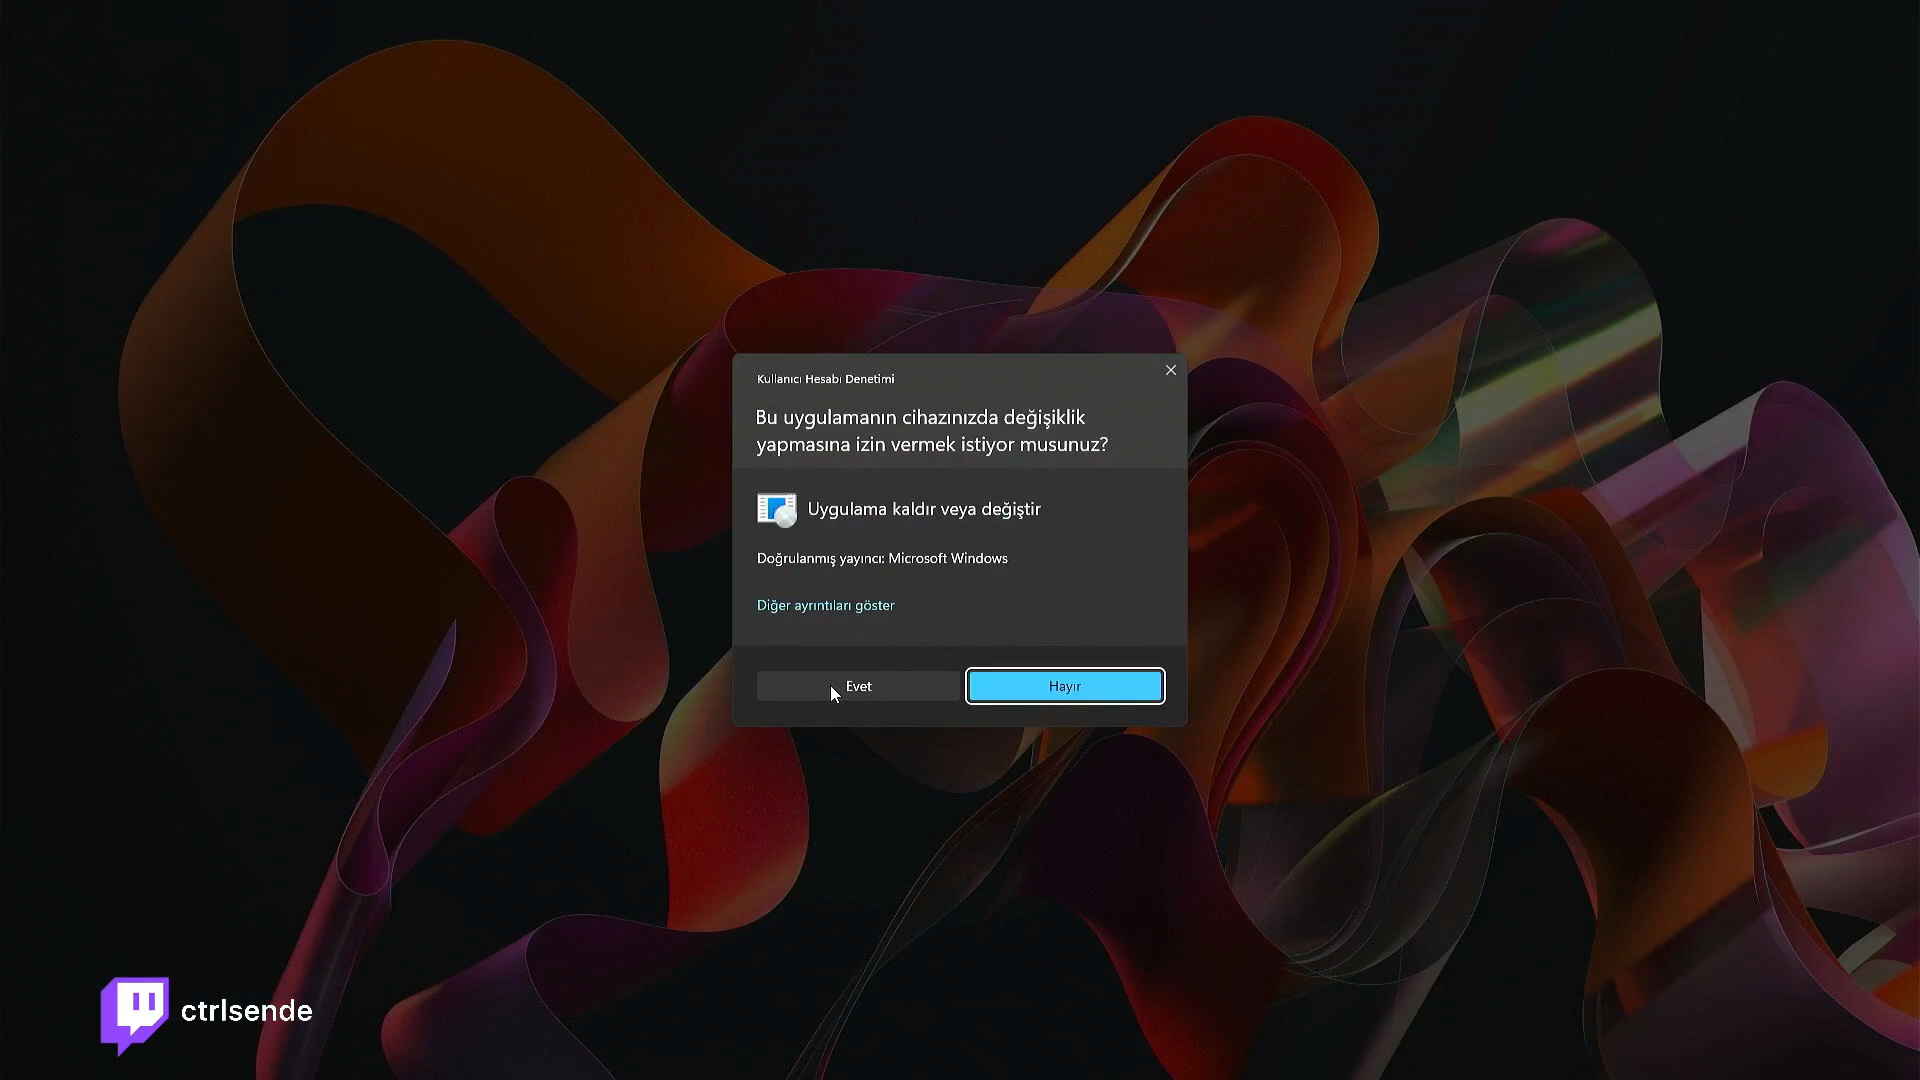 Kullanıcı Hesabı Denetimi
Bu uygulamanın cihazınızda değişiklik
yapmasına izin vermek istiyor musunuz?
Uygulama kaldır veya değiştir
Doğrulanmış yayıncı: Microsoft Windows
Diğer ayrıntıları göster
Evet
Hayır
ctrlsende